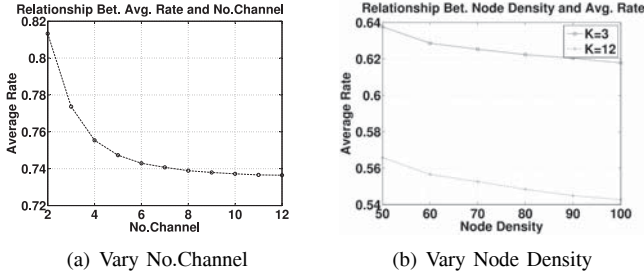 Relationship Bet. Avg. Rate and No.Channel
Average Rate
0.82
0.8
0.78
0.76
0.74
0.72
2 4 6 8 10 12
No.Channel
(a) Vary No.Channel
Relationship Bet. Node Density and Avg. Rate
Average Rate
0.64
0.62
0.6
0.58
0.56
0.54
50 60 70 80 90 100
Node Density
K=3
K=12
(b) Vary Node Density